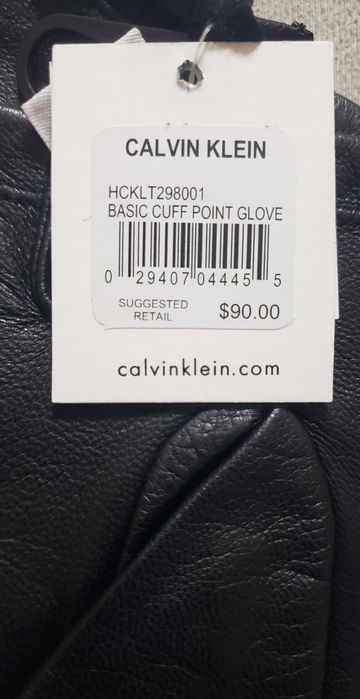 CALVIN KLEIN
HCKLT298001
BASIC CUFF POINT GLOVE
0 29407 04445 5
SUGGESTED
RETAIL
$90.00
calvinklein.com